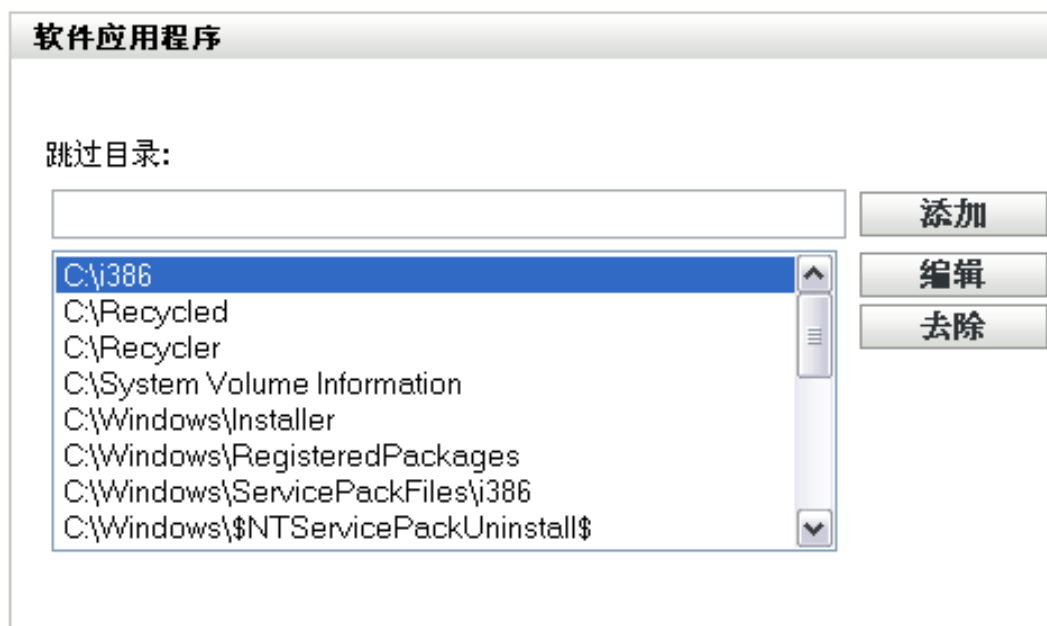 软件应用程序
跳过目录:
添加
C:\i386
编辑
C:\Recycled
去除
C:\Recycler
C:\System Volume Information
C:\Windows\Installer
C:\Windows\RegisteredPackages
C:\Windows\ServicePackFiles\i386
C:\Windows\$NTServicePackUninstall$